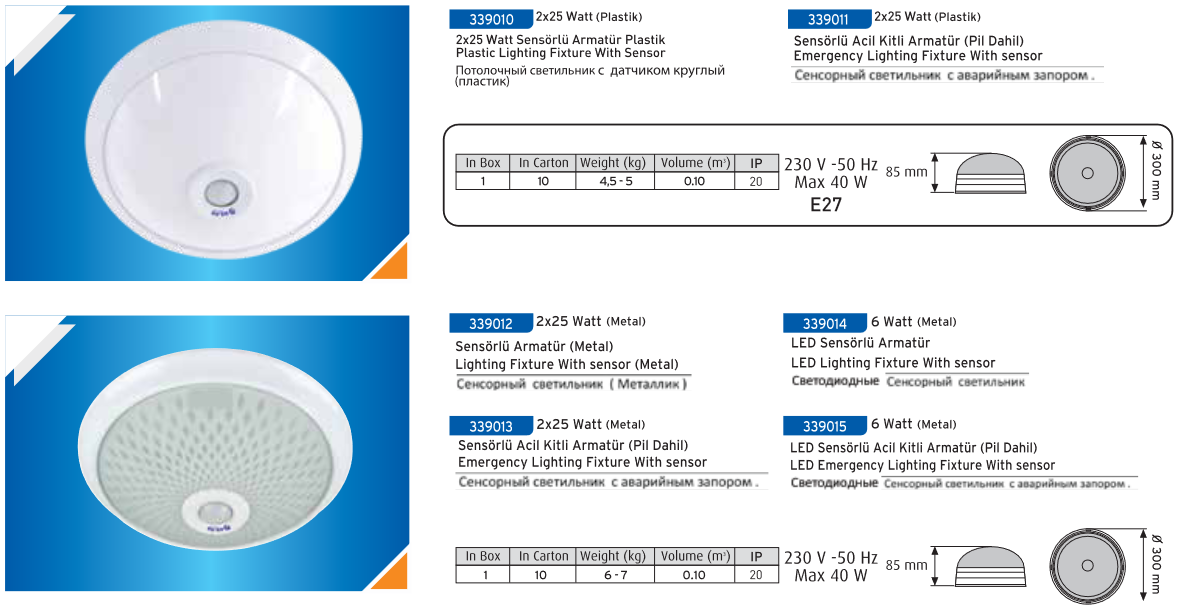 339010 2x25 Watt (Plastik)
2x25 Watt Sensörlü Armatür Plastik
Plastic Lighting Fixture With Sensor
Потолочный светильник с датчиком круглый
(пластик)
339011 2x25 Watt (Plastik)
Sensörlü Acil Kitli Armatür (Pil Dahil)
Emergency Lighting Fixture With sensor
Сенсорный светильник с аварийным запором .
In Box In Carton Weight (kg) Volume (m³) IP
1 10 4,5 - 5 0.10 20
230 V -50 Hz
Max 40 W
E27
85 mm
Ø 300 mm
339012 2x25 Watt (Metal)
Sensörlü Armatür (Metal)
Lighting Fixture With sensor (Metal)
Сенсорный светильник ( Металлик )
339014 6 Watt (Metal)
LED Sensörlü Armatür
LED Lighting Fixture With sensor
Светодиодные Сенсорный светильник
339013 2x25 Watt (Metal)
Sensörlü Acil Kitli Armatür (Pil Dahil)
Emergency Lighting Fixture With sensor
Сенсорный светильник с аварийным запором .
339015 6 Watt (Metal)
LED Sensörlü Acil Kitli Armatür (Pil Dahil)
LED Emergency Lighting Fixture With sensor
Светодиодные Сенсорный светильник с аварийным запором .
In Box In Carton Weight (kg) Volume (m³) IP
1 10 6 - 7 0.10 20
230 V -50 Hz
Max 40 W
85 mm
Ø 300 mm